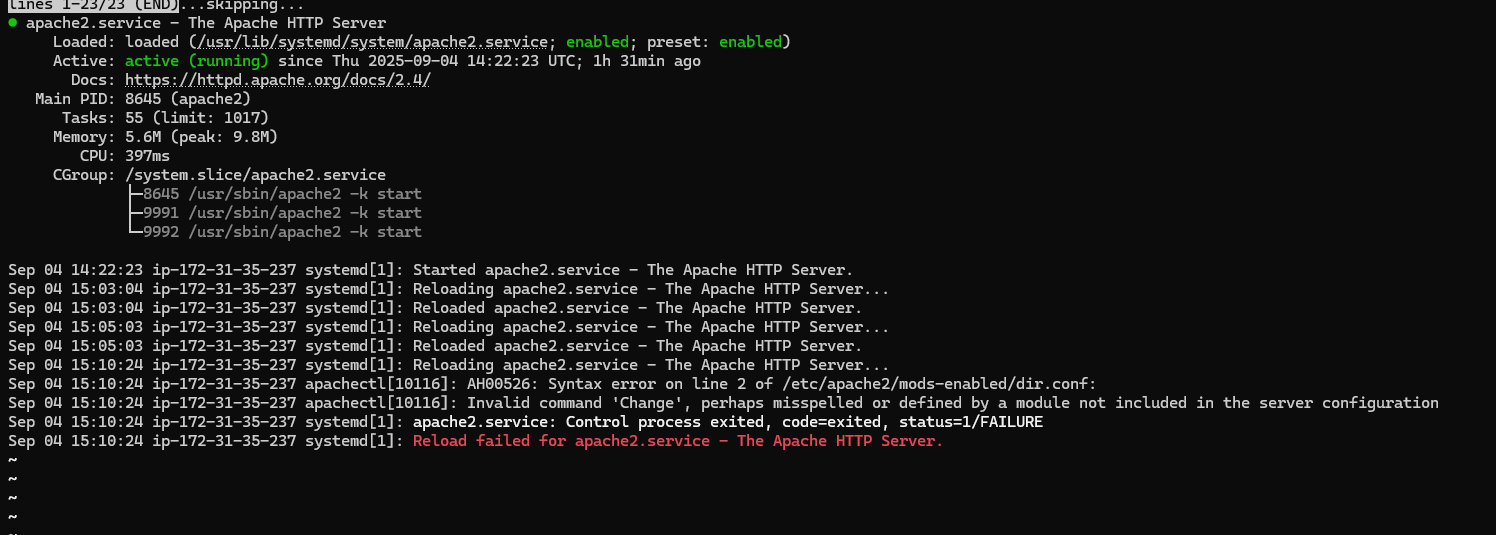 lines 1-23/23 (END)...skipping...
● apache2.service - The Apache HTTP Server
Loaded: loaded (/usr/lib/systemd/system/apache2.service; enabled; preset: enabled)
Active: active (running) since Thu 2025-09-04 14:22:23 UTC; 1h 31min ago
Docs: https://httpd.apache.org/docs/2.4/
Main PID: 8645 (apache2)
Tasks: 55 (limit: 1017)
Memory: 5.6M (peak: 9.8M)
CPU: 397ms
CGroup: /system.slice/apache2.service
├─8645 /usr/sbin/apache2 -k start
├─9991 /usr/sbin/apache2 -k start
└─9992 /usr/sbin/apache2 -k start
Sep 04 14:22:23 ip-172-31-35-237 systemd[1]: Started apache2.service - The Apache HTTP Server.
Sep 04 15:03:04 ip-172-31-35-237 systemd[1]: Reloading apache2.service - The Apache HTTP Server...
Sep 04 15:03:04 ip-172-31-35-237 systemd[1]: Reloaded apache2.service - The Apache HTTP Server.
Sep 04 15:05:03 ip-172-31-35-237 systemd[1]: Reloading apache2.service - The Apache HTTP Server...
Sep 04 15:05:03 ip-172-31-35-237 systemd[1]: Reloaded apache2.service - The Apache HTTP Server.
Sep 04 15:10:24 ip-172-31-35-237 systemd[1]: Reloading apache2.service - The Apache HTTP Server...
Sep 04 15:10:24 ip-172-31-35-237 apachectl[10116]: AH00526: Syntax error on line 2 of /etc/apache2/mods-enabled/dir.conf:
Sep 04 15:10:24 ip-172-31-35-237 apachectl[10116]: Invalid command 'Change', perhaps misspelled or defined by a module not included in the server configuration
Sep 04 15:10:24 ip-172-31-35-237 systemd[1]: apache2.service: Control process exited, code=exited, status=1/FAILURE
Sep 04 15:10:24 ip-172-31-35-237 systemd[1]: Reload failed for apache2.service - The Apache HTTP Server.
~
~
~
~
~